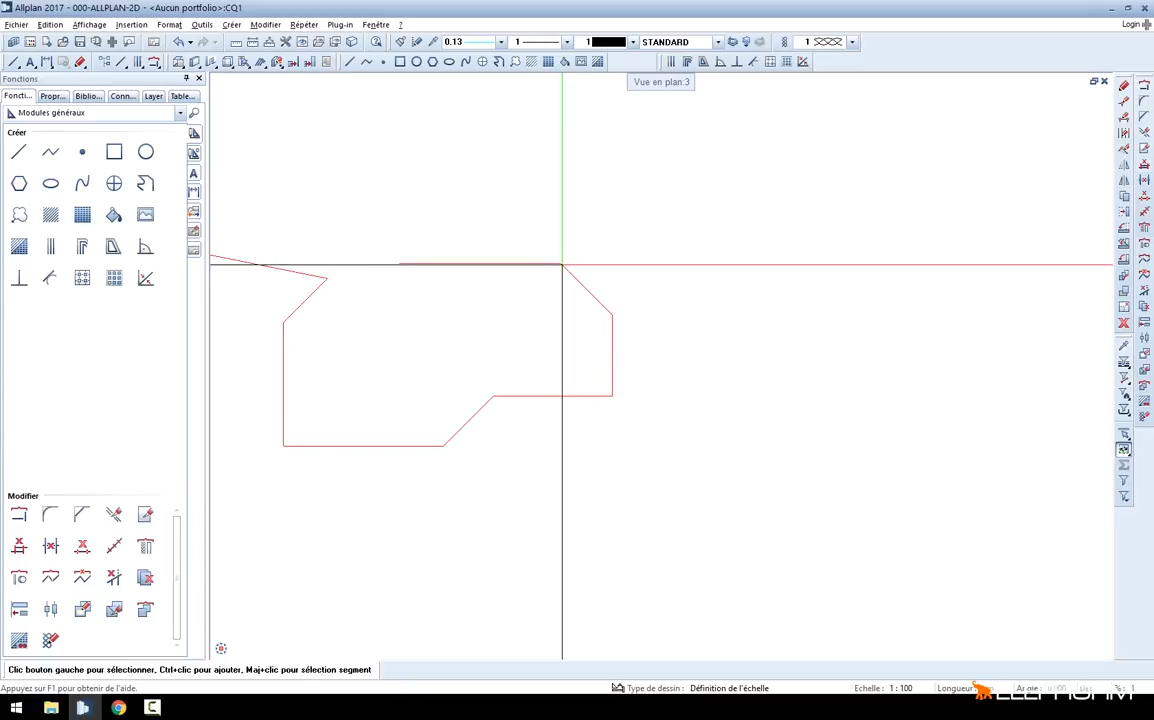 Allplan 2017 - 000-ALLPLAN-2D - <Aucun portfolio>:CQ1
Fichier Edition Affichage Insertion Format Outils Créer Modifier Répéter Plug-in Fenêtre ?
Login
0.13 1 1 STANDARD 1
Fonctions
Vue en plan:3
Foncti... Propr... Biblio... Conn... Layer Table...
Modules généraux
Créer
A
Modifier
Clic bouton gauche pour sélectionner, Ctrl+clic pour ajouter, Maj+clic pour sélection segment
Appuyez sur F1 pour obtenir de l'aide.
Type de dessin : Définition de l'échelle
Echelle : 1 : 100
Longueur
% : 1